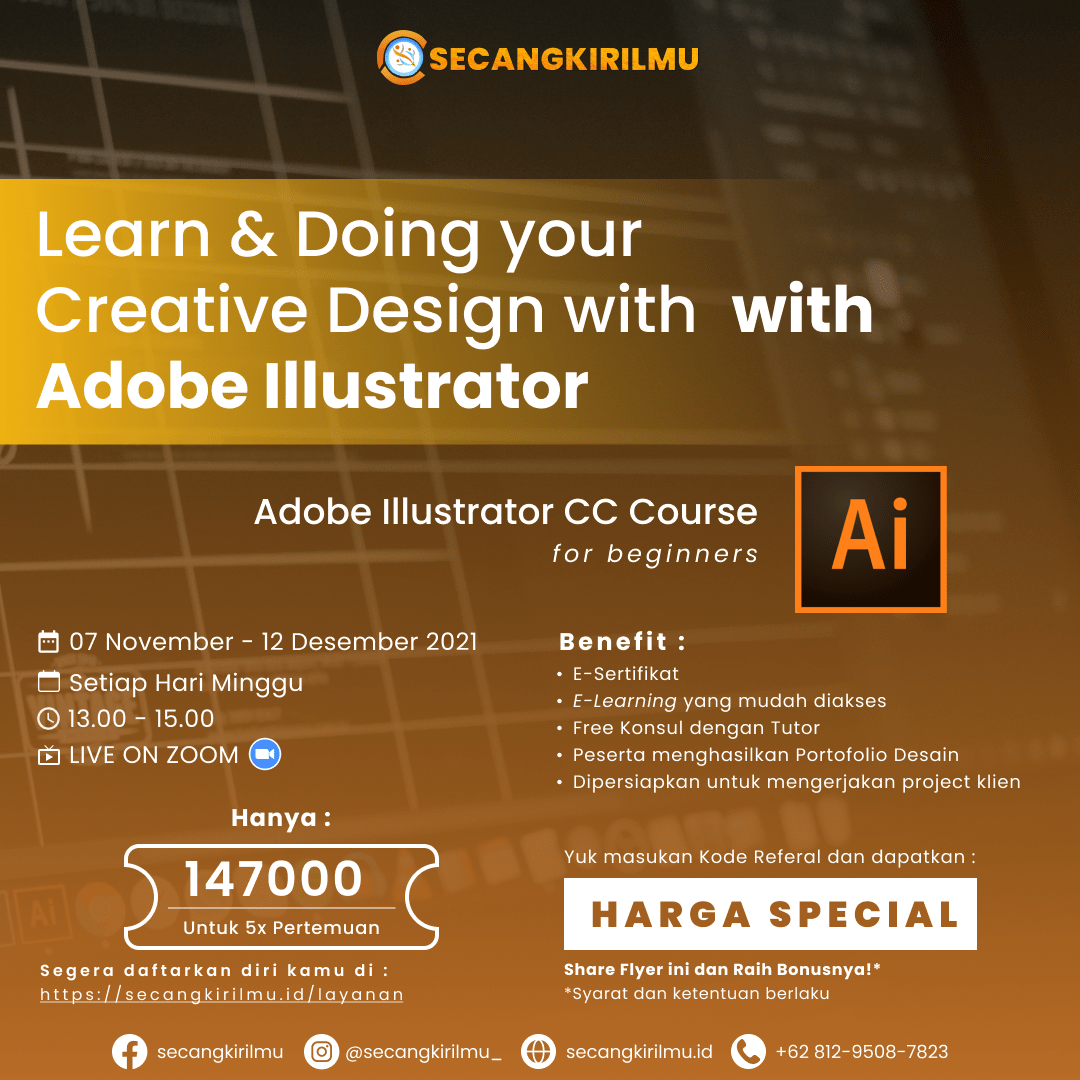 SECANGKIRILMU
Learn & Doing your
Creative Design with with
Adobe Illustrator
Adobe Illustrator CC Course
for beginners
Ai
07 November - 12 Desember 2021
Setiap Hari Minggu
13.00 - 15.00
LIVE ON ZOOM
Benefit :
• E-Sertifikat
• E-Learning yang mudah diakses
• Free Konsul dengan Tutor
• Peserta menghasilkan Portofolio Desain
• Dipersiapkan untuk mengerjakan project klien
Hanya :
147000
Untuk 5x Pertemuan
Segera daftarkan diri kamu di :
https://secangkirilmu.id/layanan
Yuk masukan Kode Referal dan dapatkan :
HARGA SPECIAL
Share Flyer ini dan Raih Bonusnya!*
*Syarat dan ketentuan berlaku
secangkirilmu @secangkirilmu_ secangkirilmu.id +62 812-9508-7823